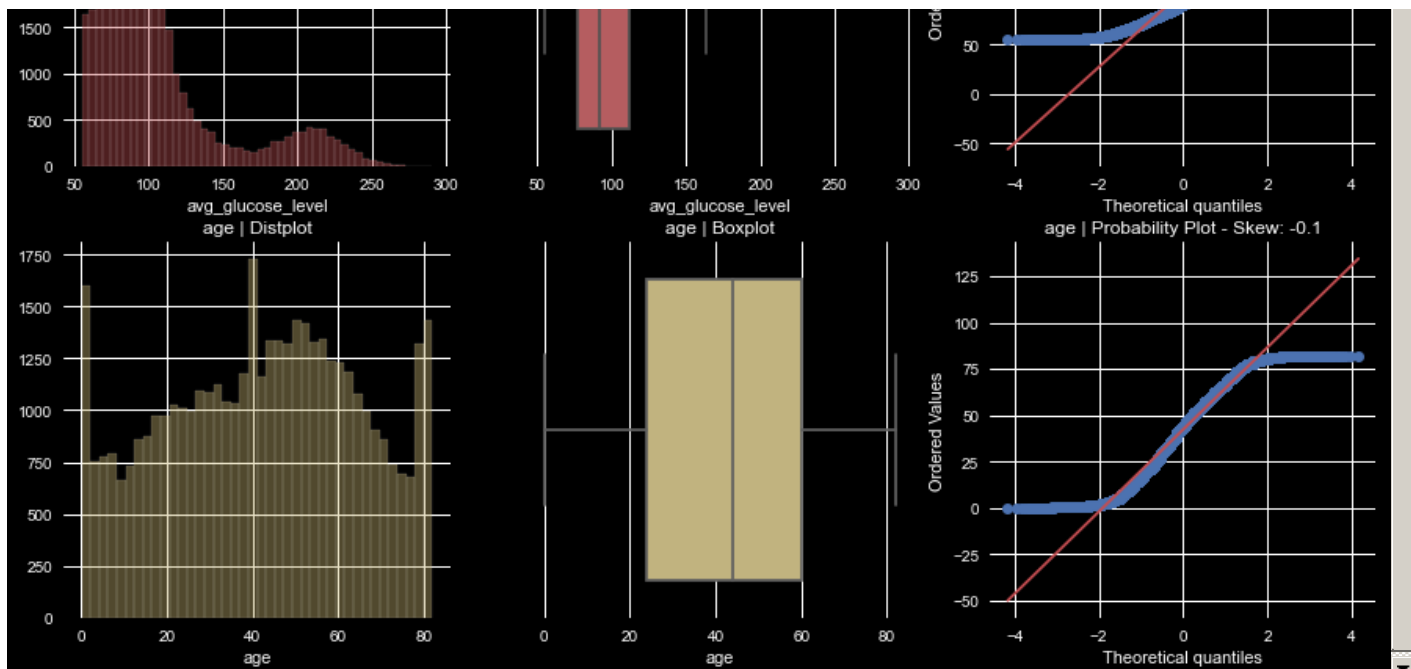 1500
1000
500
0
50 100 150 200 250 300
avg_glucose_level
50 100 150 200 250 300
avg_glucose_level
50
0
−50
−4 −2 0 2 4
Theoretical quantiles
age | Distplot
1750
1500
1250
1000
750
500
250
0
0 20 40 60 80
age
age | Boxplot
0 20 40 60 80
age
age | Probability Plot - Skew: -0.1
Ordered Values
125
100
75
50
25
0
−25
−50
−4 −2 0 2 4
Theoretical quantiles